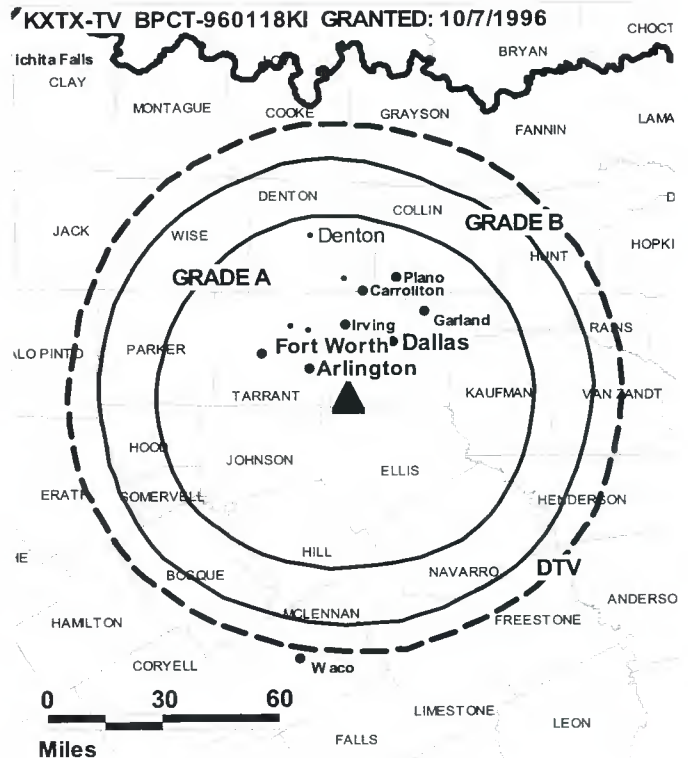 KXTX-TV BPCT-960118KI GRANTED: 10/7/1996
CHOCT
BRYAN
ichita Falls
CLAY
MONTAGUE
COOKE
GRAYSON
LAMA
FANNIN
DENTON
COLLIN
GRADE B
JACK
WISE
Denton
HUNT
HOPKI
GRADE A
Plano
Carrollton
Garland
Irving
RAINS
Fort Worth
Dallas
ALO PINTO
PARKER
Arlington
TARRANT
KAUFMAN
VAN ZANDT
HOOD
JOHNSON
ELLIS
ERATH
SOMERVELL
HENDERSON
HILL
DTV
BOSQUE
NAVARRO
ANDERSO
MCLENNAN
HAMILTON
FREESTONE
CORYELL
Waco
0 30 60
LIMESTONE
LEON
FALLS
Miles